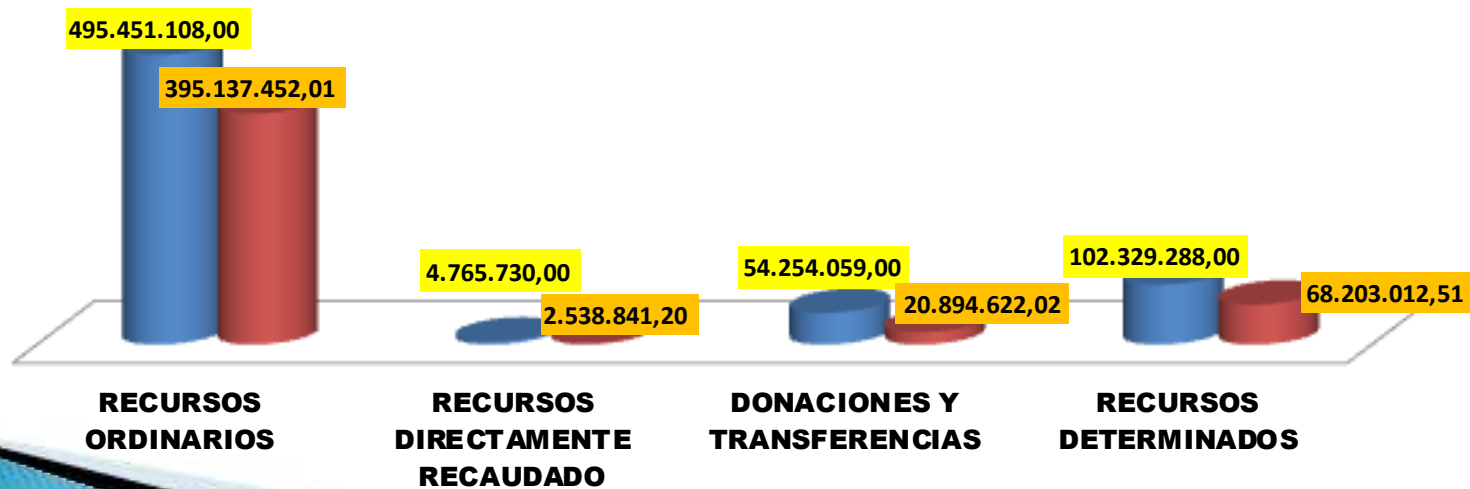 495.451.108,00
395.137.452,01
4.765.730,00
2.538.841,20
54.254.059,00
20.894.622,02
102.329.288,00
68.203.012,51
RECURSOS
ORDINARIOS
RECURSOS
DIRECTAMENTE
RECAUDADO
DONACIONES Y
TRANSFERENCIAS
RECURSOS
DETERMINADOS